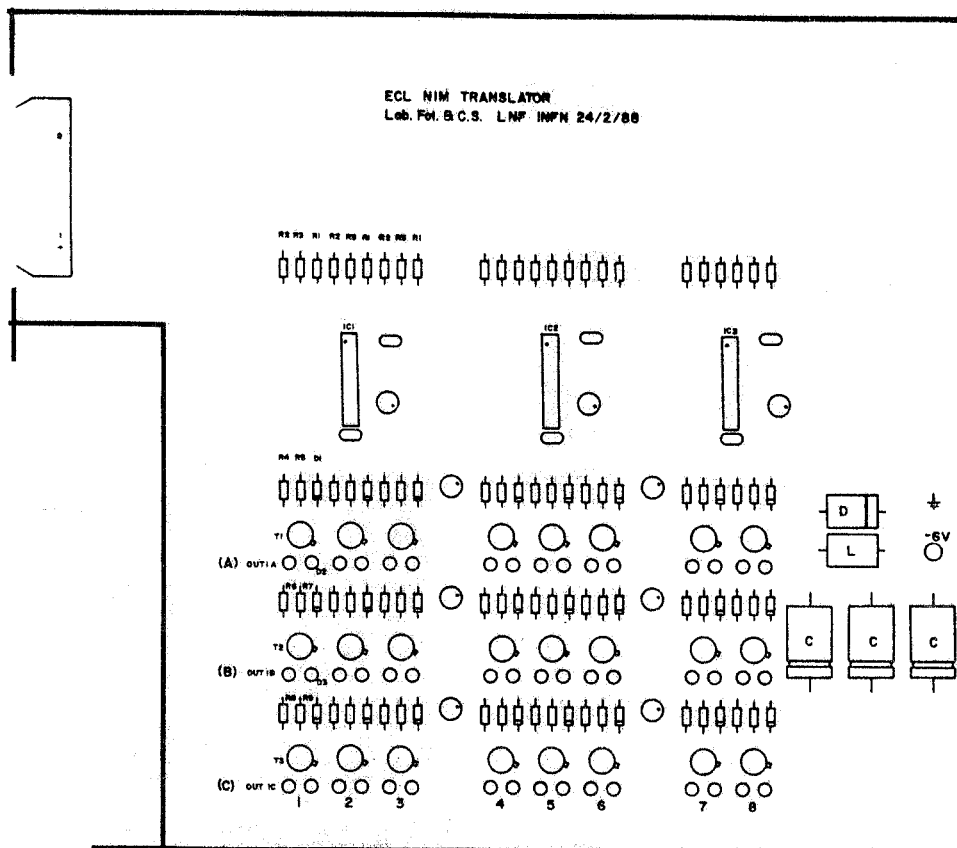 ECL NIM TRANSLATOR
Lab. Fot. & C.S. LNF INFN 24/2/88
R2 R3 R1 R2 R3 R1 R2 R3 R1
IC1 IC2 IC3
R4 R5 D1
D
T1
-6V
L
(A) OUT1A D2
R6 R7
C C C
T2
(B) OUT1B D3
R8 R9
T3
(C) OUT 1C
1 2 3 4 5 6 7 8